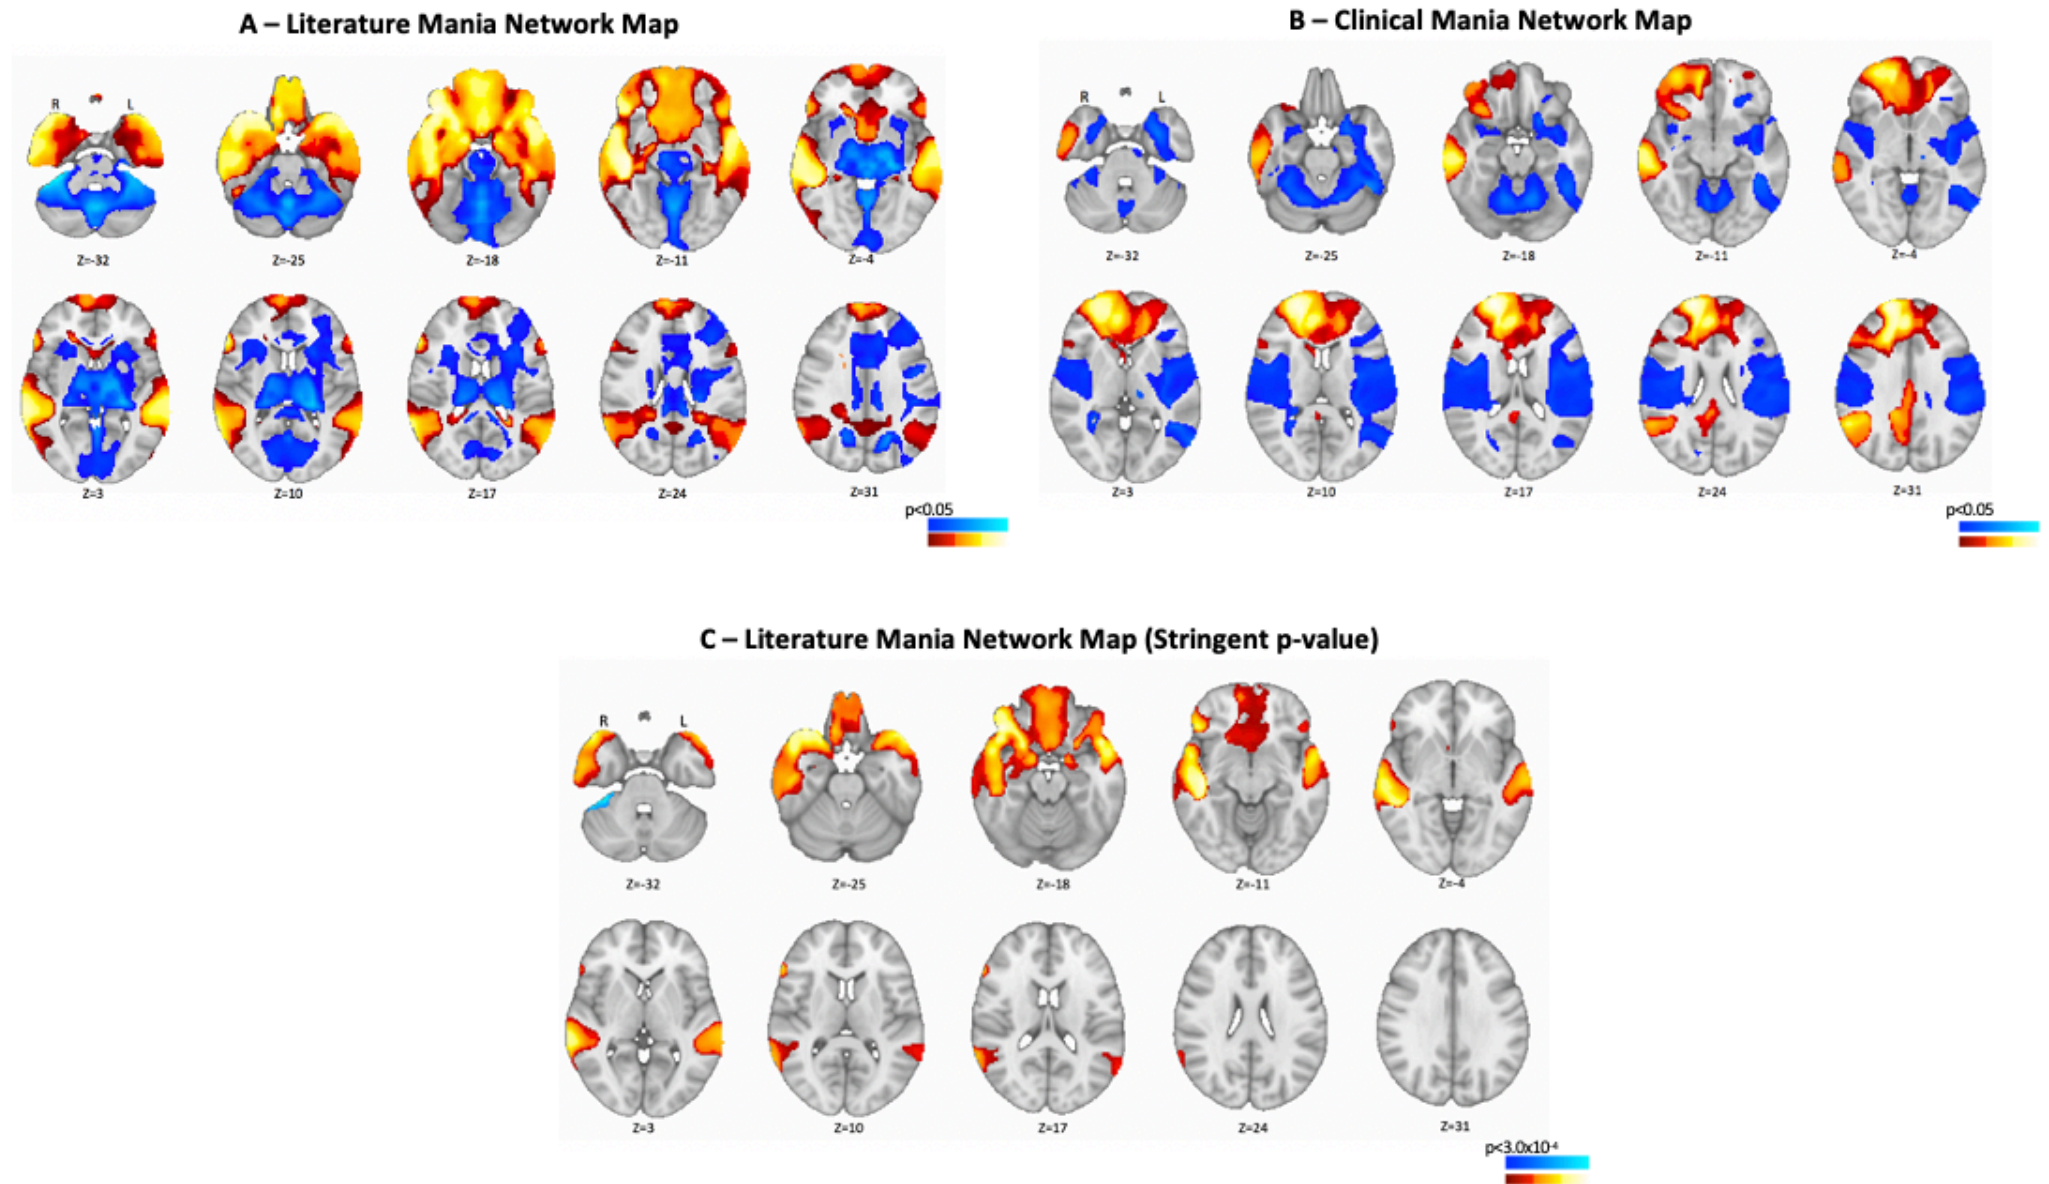 A – Literature Mania Network Map
B – Clinical Mania Network Map
R L
R L
Z=-32 Z=-25 Z=-18 Z=-11 Z=-4
Z=-32 Z=-25 Z=-18 Z=-11 Z=-4
Z=3 Z=10 Z=17 Z=24 Z=31
Z=3 Z=10 Z=17 Z=24 Z=31
p<0.05
p<0.05
C – Literature Mania Network Map (Stringent p-value)
R L
Z=-32 Z=-25 Z=-18 Z=-11 Z=-4
Z=3 Z=10 Z=17 Z=24 Z=31
p<3.0x10⁻⁴